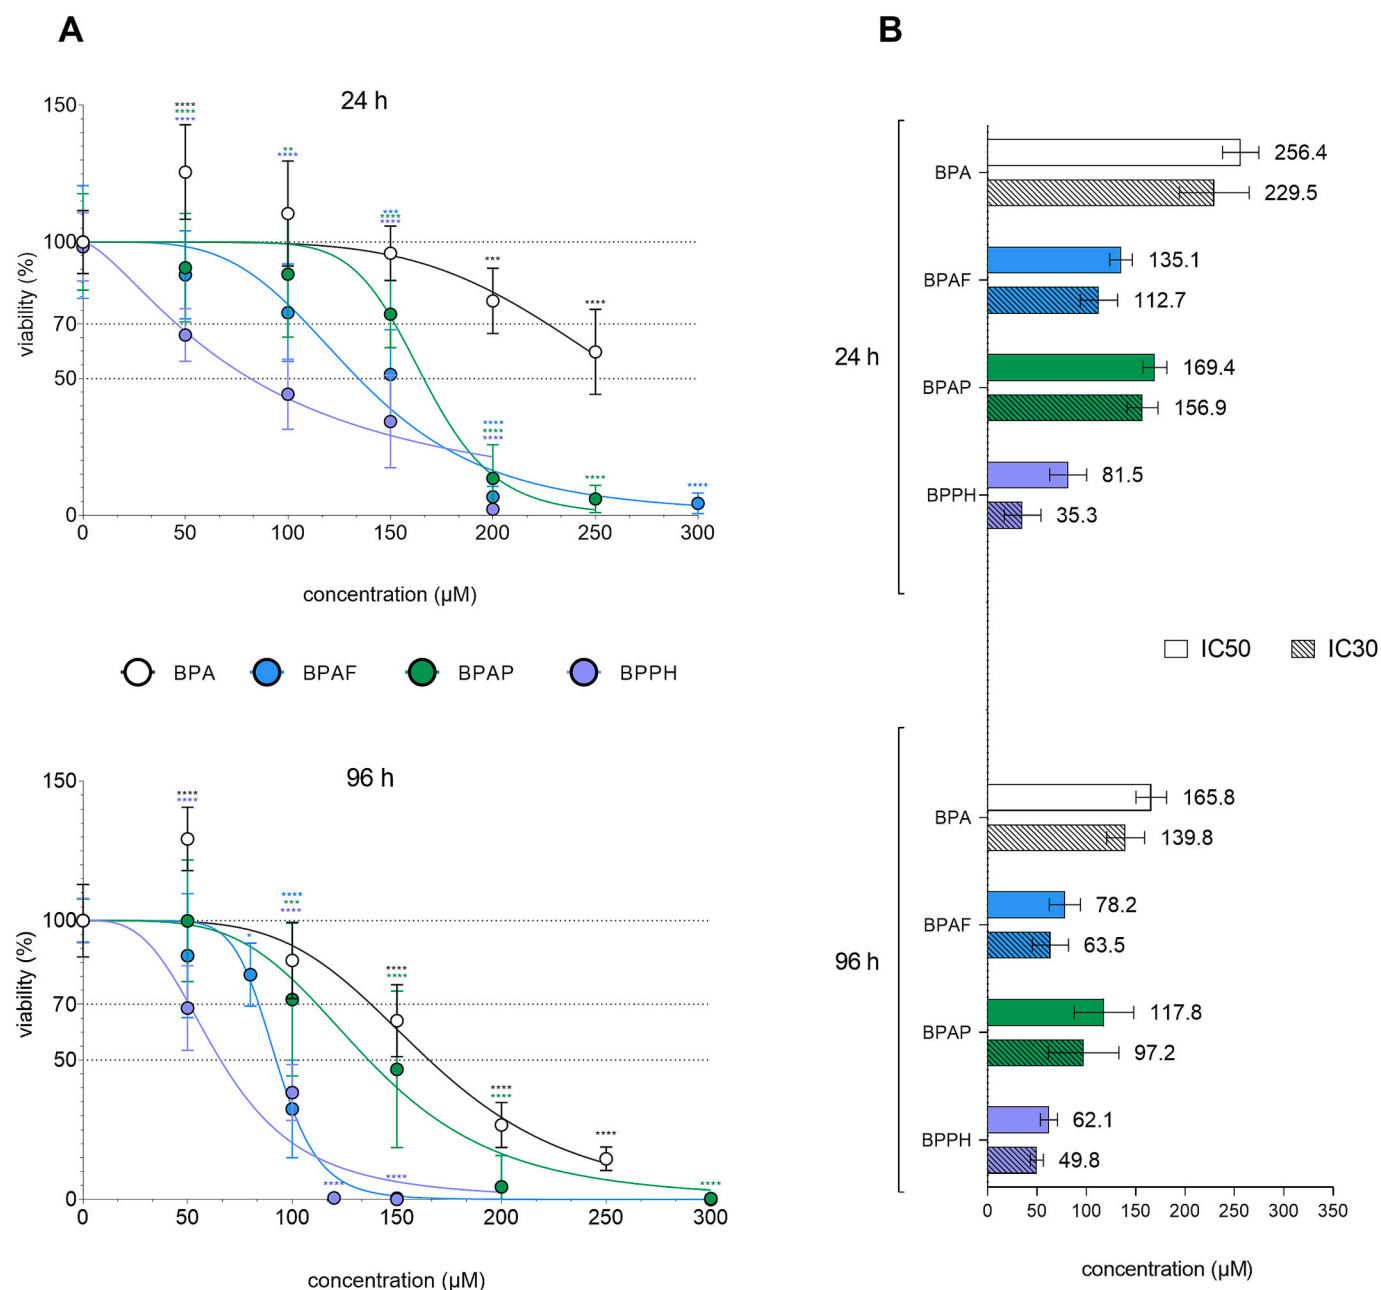 A
24 h
150
100
70
50
0
viability (%)
****
****
****
**
****
***
****
****
***
****
****
****
****
****
****
0 50 100 150 200 250 300
concentration (µM)
BPA BPAF BPAP BPPH
96 h
150
100
70
50
0
viability (%)
****
****
*
****
***
****
****
****
****
****
****
****
****
****
0 50 100 150 200 250 300
concentration (µM)
B
24 h
BPA
256.4
229.5
BPAF
135.1
112.7
BPAP
169.4
156.9
BPPH
81.5
35.3
IC50 IC30
96 h
BPA
165.8
139.8
BPAF
78.2
63.5
BPAP
117.8
97.2
BPPH
62.1
49.8
0 50 100 150 200 250 300 350
concentration (µM)